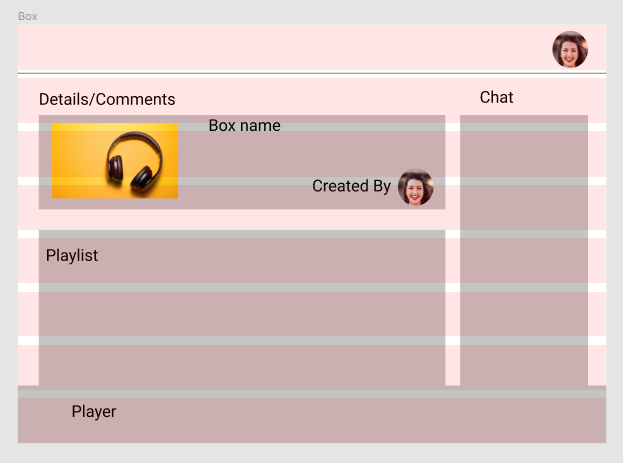 Box
Details/Comments
Chat
Box name
Created By
Playlist
Player